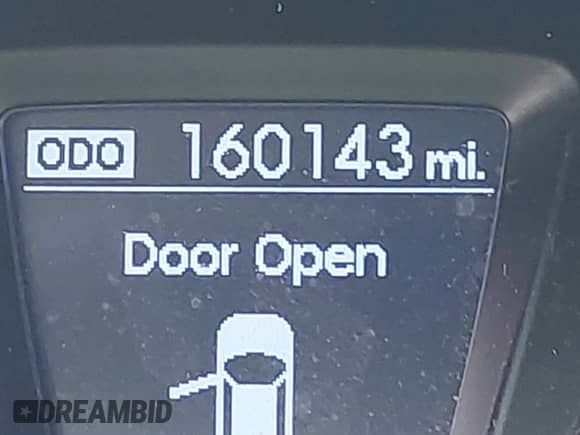 ODO 160143 mi.
Door Open
DREAMBID